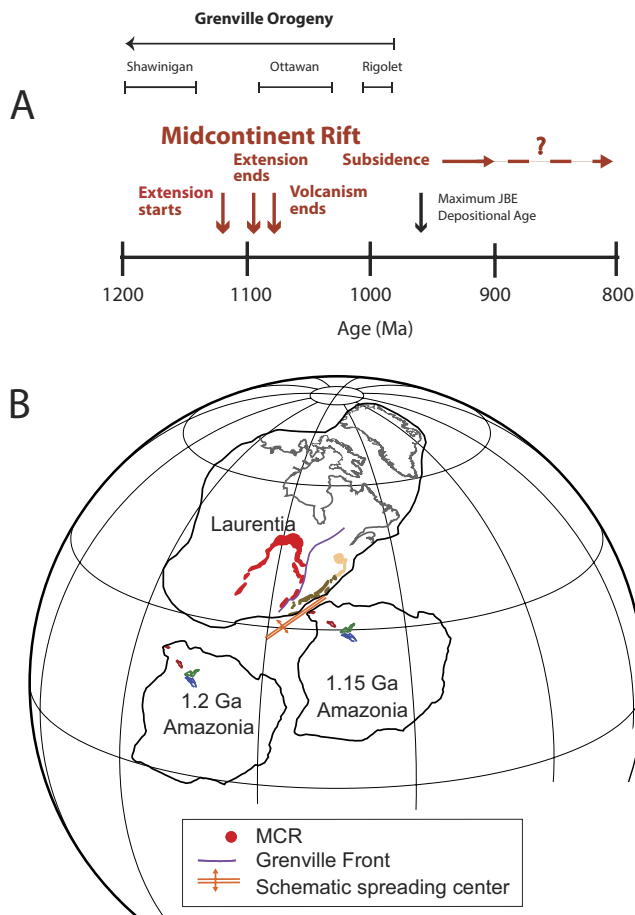 Grenville Orogeny
Shawinigan Ottawan Rigolet
A
Midcontinent Rift
?
Extension ends
Subsidence
Extension starts
Volcanism ends
Maximum JBE
Depositional Age
1200 1100 1000 900 800
Age (Ma)
B
Laurentia
1.2 Ga
Amazonia
1.15 Ga
Amazonia
MCR
Grenville Front
Schematic spreading center